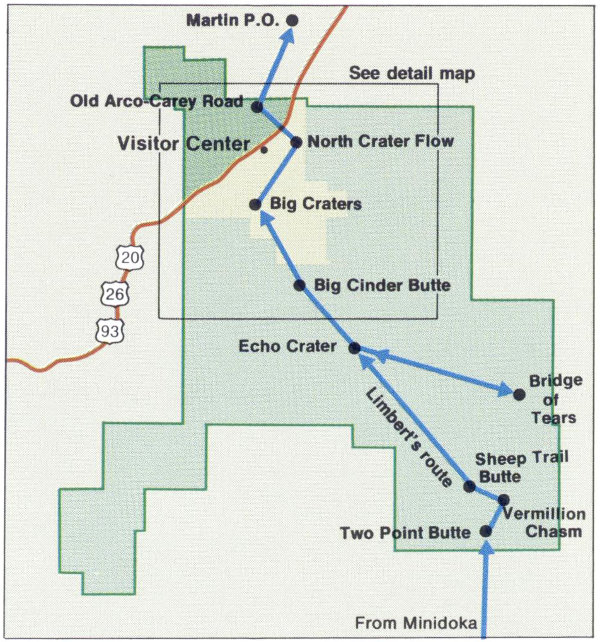 Martin P.O.
See detail map
Old Arco-Carey Road
Visitor Center
North Crater Flow
Big Craters
20
Big Cinder Butte
26
93
Echo Crater
Bridge
of
Tears
Limbert's route
Sheep Trail
Butte
Vermillion
Chasm
Two Point Butte
From Minidoka